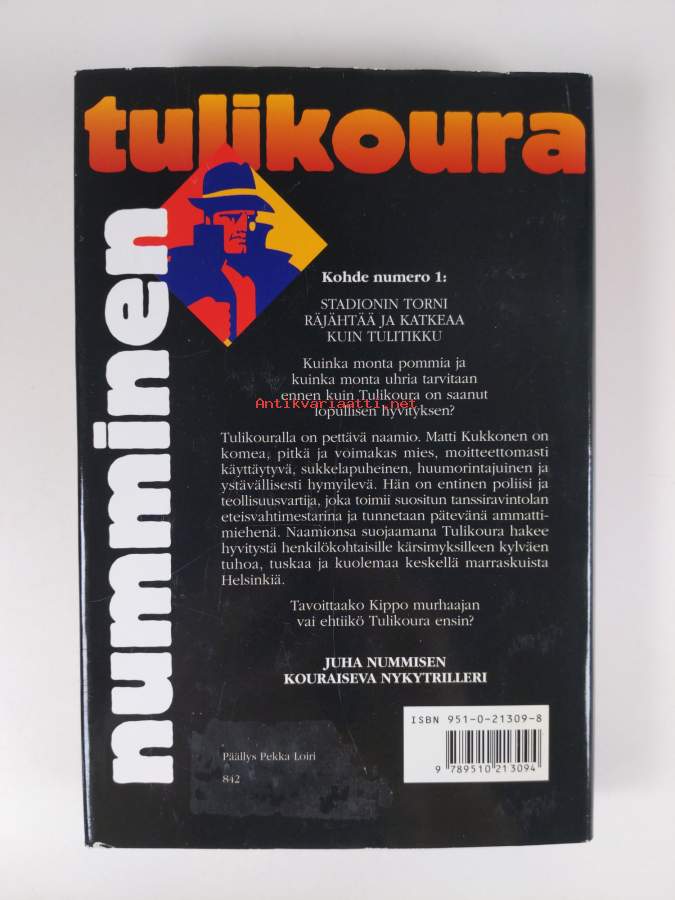 tulikoura
numminen
Kohde numero 1:
STADIONIN TORNI
RÄJÄHTÄÄ JA KATKEAA
KUIN TULITIKKU
Kuinka monta pommia ja
kuinka monta uhria tarvitaan
ennen kuin Tulikoura on saanut
lopullisen hyvityksen?
Antikvariaatti.net
Tulikouralla on pettävä naamio. Matti Kukkonen on
komea, pitkä ja voimakas mies, moitteettomasti
käyttäytyvä, sukkelapuheinen, huumorintajuinen ja
ystävällisesti hymyilevä. Hän on entinen poliisi ja
teollisuusvartija, joka toimii suositun tanssiravintolan
eteisvahtimestarina ja tunnetaan pätevänä ammatti-
miehenä. Naamionsa suojaamana Tulikoura hakee
hyvitystä henkilökohtaisille kärsimyksilleen kylväen
tuhoa, tuskaa ja kuolemaa keskellä marraskuista
Helsinkiä.
Tavoittaako Kippo murhaajan
vai ehtiikö Tulikoura ensin?
JUHA NUMMISEN
KOURAISEVA NYKYTRILLERI
ISBN 951-0-21309-8
9 789510 213094
Päällys Pekka Loiri
842